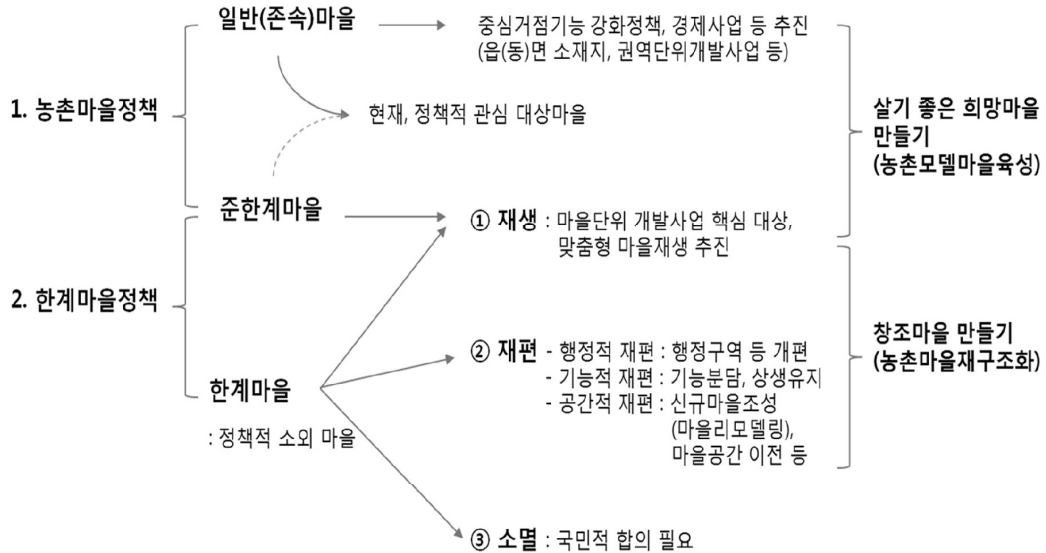 일반(존속)마을
중심거점기능 강화정책, 경제사업 등 추진
(읍(동)면 소재지, 권역단위개발사업 등)
1. 농촌마을정책
현재, 정책적 관심 대상마을
살기 좋은 희망마을
만들기
(농촌모델마을육성)
준한계마을
① 재생 : 마을단위 개발사업 핵심 대상,
맞춤형 마을재생 추진
2. 한계마을정책
② 재편 - 행정적 재편 : 행정구역 등 개편
- 기능적 재편 : 기능분담, 상생유지
- 공간적 재편 : 신규마을조성
(마을리모델링),
마을공간 이전 등
창조마을 만들기
(농촌마을재구조화)
한계마을
: 정책적 소외 마을
③ 소멸 : 국민적 합의 필요